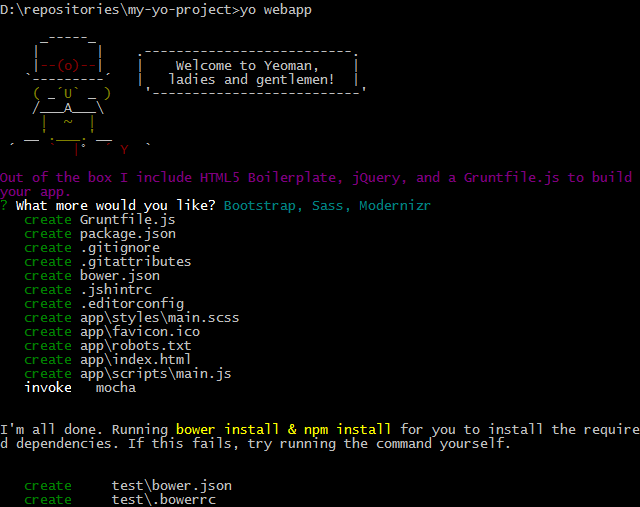 D:\repositories\my-yo-project>yo webapp
     _-----_
    |       |    .--------------------------.
    |--(o)--|    |    Welcome to Yeoman,    |
   `---------´   |   ladies and gentlemen!  |
    ( _´U`_ )    '--------------------------'
    /___A___\
     |  ~  |
   __'.___.'__
 ´   `  |° ´ Y `
Out of the box I include HTML5 Boilerplate, jQuery, and a Gruntfile.js to build
your app.
? What more would you like? Bootstrap, Sass, Modernizr
   create Gruntfile.js
   create package.json
   create .gitignore
   create .gitattributes
   create bower.json
   create .jshintrc
   create .editorconfig
   create app\styles\main.scss
   create app\favicon.ico
   create app\robots.txt
   create app\index.html
   create app\scripts\main.js
   invoke   mocha
I'm all done. Running bower install & npm install for you to install the require
d dependencies. If this fails, try running the command yourself.
   create     test\bower.json
   create     test\.bowerrc